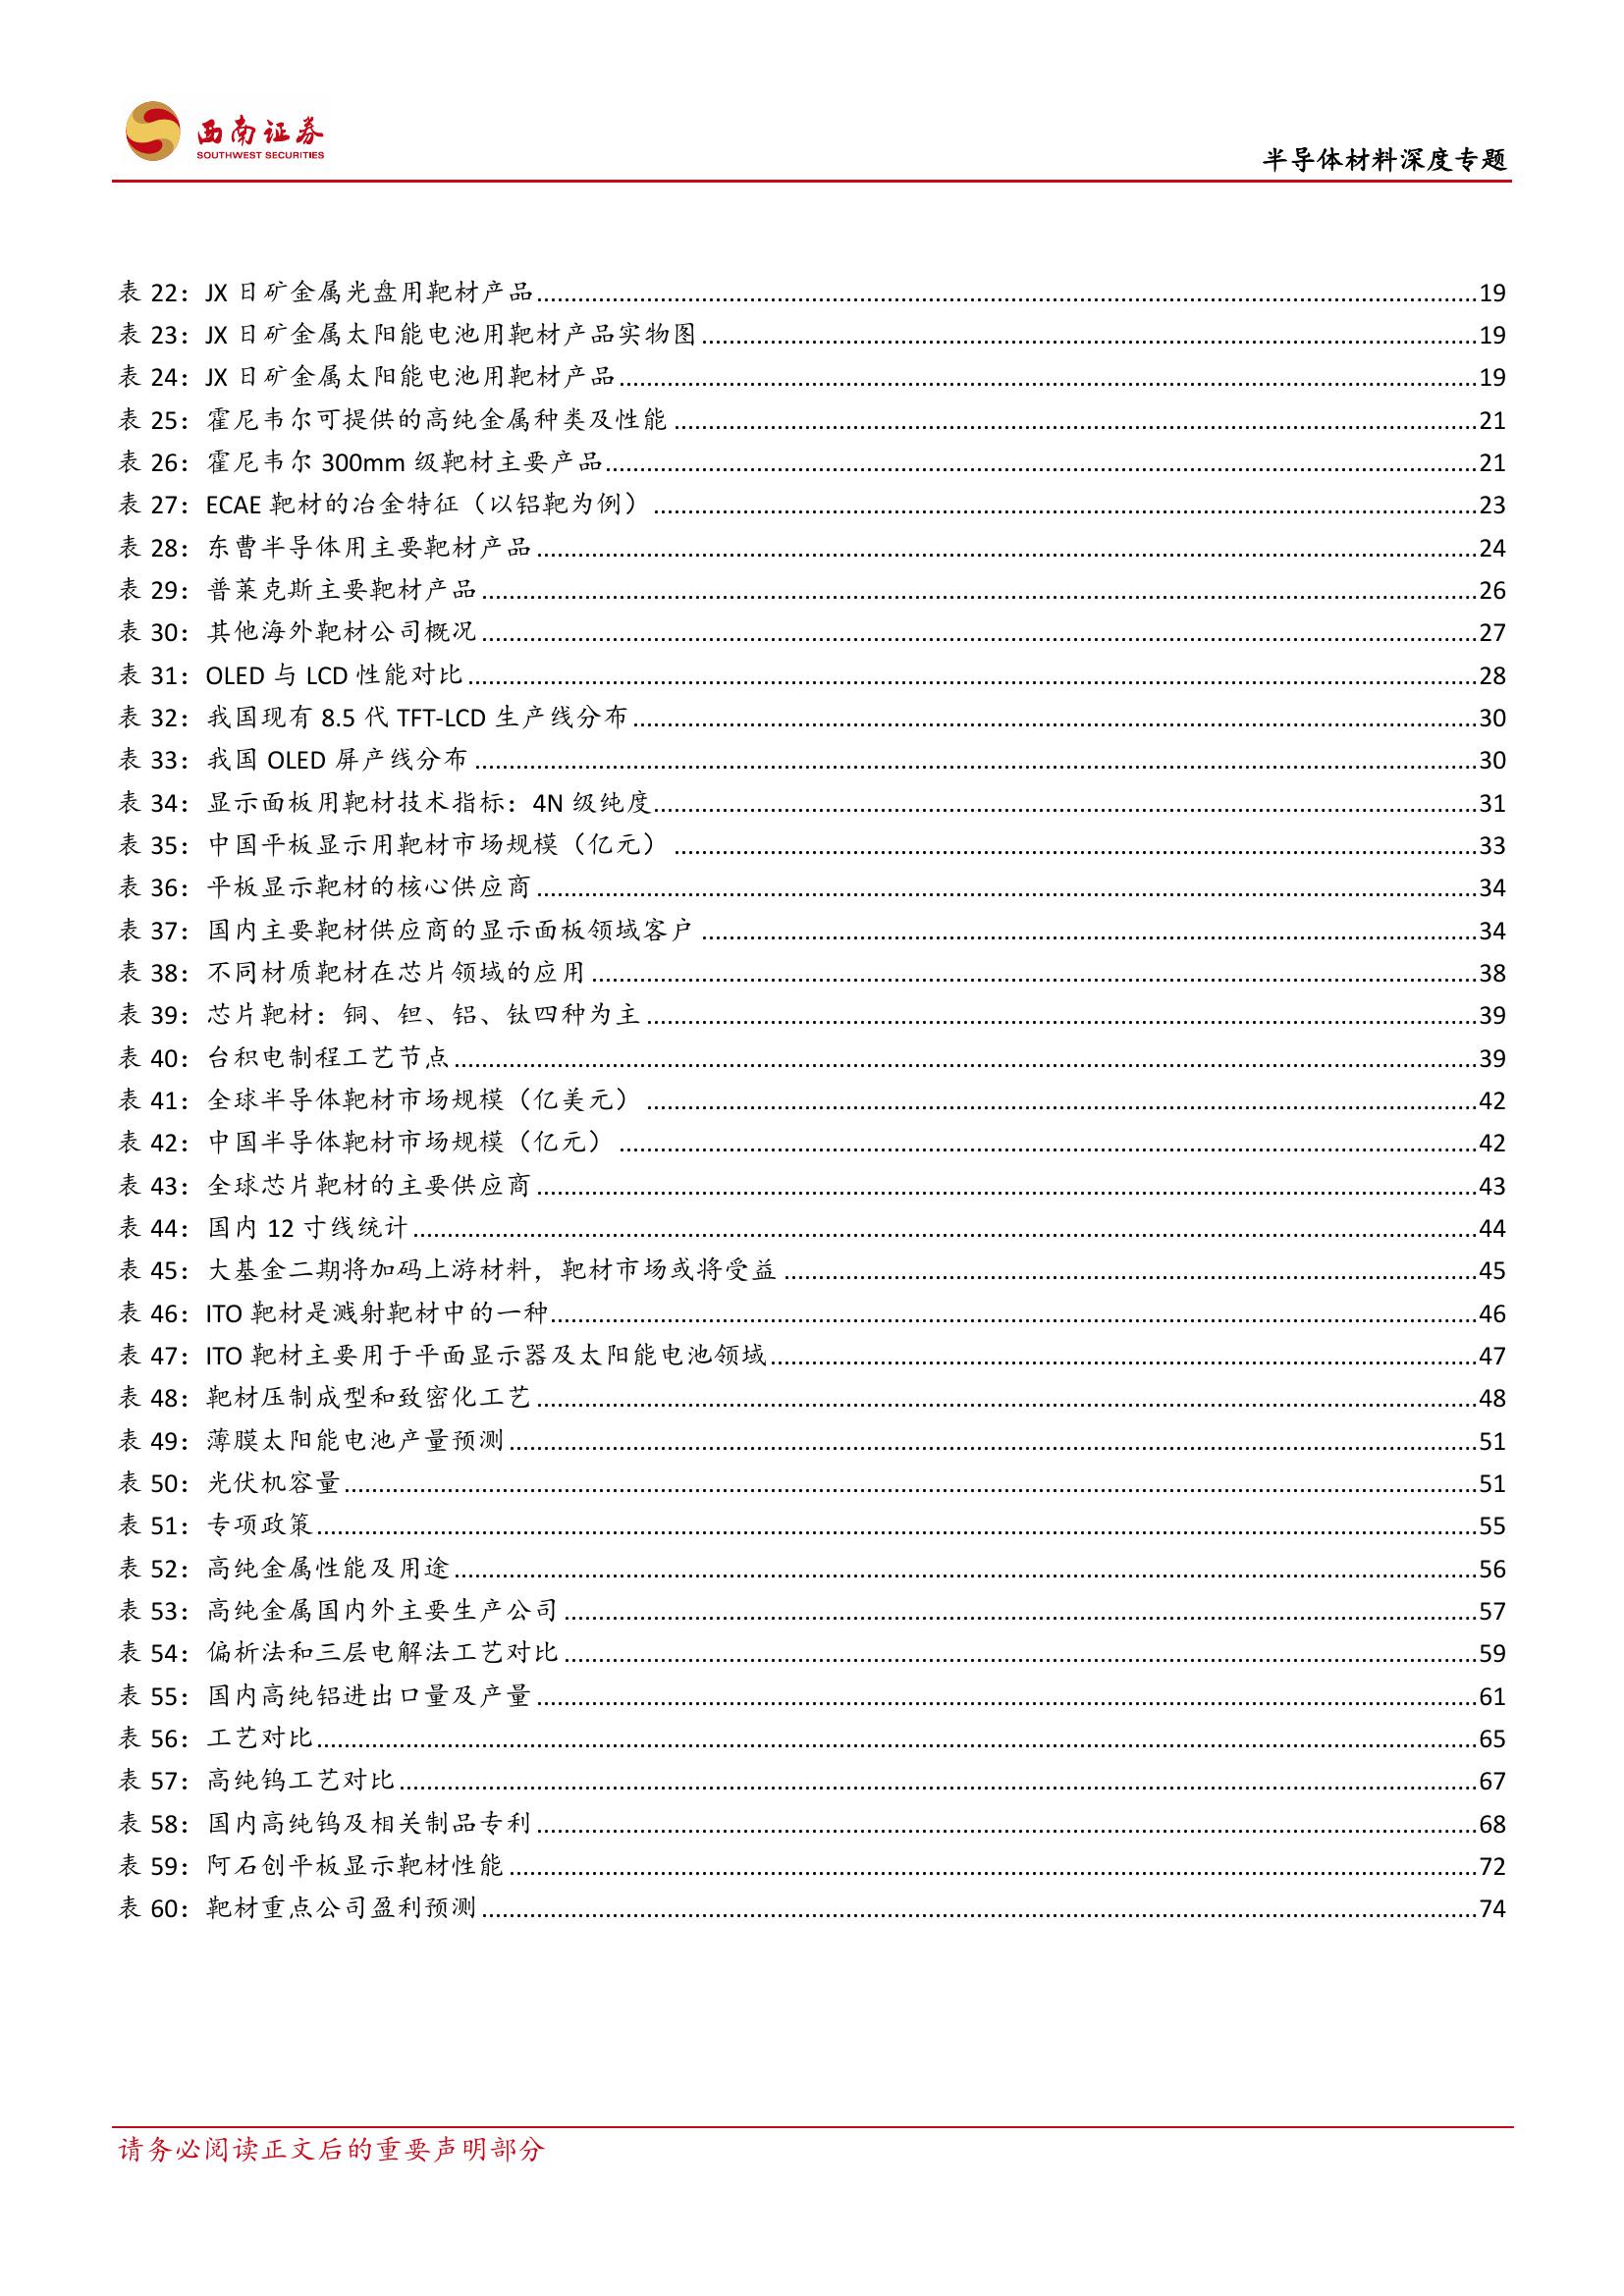 西南证券
SOUTHWEST SECURITIES
半导体材料深度专题
表 22：JX 日矿金属光盘用靶材产品........................................19
表 23：JX 日矿金属太阳能电池用靶材产品实物图........................................19
表 24：JX 日矿金属太阳能电池用靶材产品........................................19
表 25：霍尼韦尔可提供的高纯金属种类及性能........................................21
表 26：霍尼韦尔 300mm 级靶材主要产品........................................21
表 27：ECAE 靶材的冶金特征（以铝靶为例）........................................23
表 28：东曹半导体用主要靶材产品........................................24
表 29：普莱克斯主要靶材产品........................................26
表 30：其他海外靶材公司概况........................................27
表 31：OLED 与 LCD 性能对比........................................28
表 32：我国现有 8.5 代 TFT-LCD 生产线分布........................................30
表 33：我国 OLED 屏产线分布........................................30
表 34：显示面板用靶材技术指标：4N 级纯度........................................31
表 35：中国平板显示用靶材市场规模（亿元）........................................33
表 36：平板显示靶材的核心供应商........................................34
表 37：国内主要靶材供应商的显示面板领域客户........................................34
表 38：不同材质靶材在芯片领域的应用........................................38
表 39：芯片靶材：铜、钽、铝、钛四种为主........................................39
表 40：台积电制程工艺节点........................................39
表 41：全球半导体靶材市场规模（亿美元）........................................42
表 42：中国半导体靶材市场规模（亿元）........................................42
表 43：全球芯片靶材的主要供应商........................................43
表 44：国内 12 寸线统计........................................44
表 45：大基金二期将加码上游材料，靶材市场或将受益........................................45
表 46：ITO 靶材是溅射靶材中的一种........................................46
表 47：ITO 靶材主要用于平面显示器及太阳能电池领域........................................47
表 48：靶材压制成型和致密化工艺........................................48
表 49：薄膜太阳能电池产量预测........................................51
表 50：光伏机容量........................................51
表 51：专项政策........................................55
表 52：高纯金属性能及用途........................................56
表 53：高纯金属国内外主要生产公司........................................57
表 54：偏析法和三层电解法工艺对比........................................59
表 55：国内高纯铝进出口量及产量........................................61
表 56：工艺对比........................................65
表 57：高纯钨工艺对比........................................67
表 58：国内高纯钨及相关制品专利........................................68
表 59：阿石创平板显示靶材性能........................................72
表 60：靶材重点公司盈利预测........................................74
请务必阅读正文后的重要声明部分